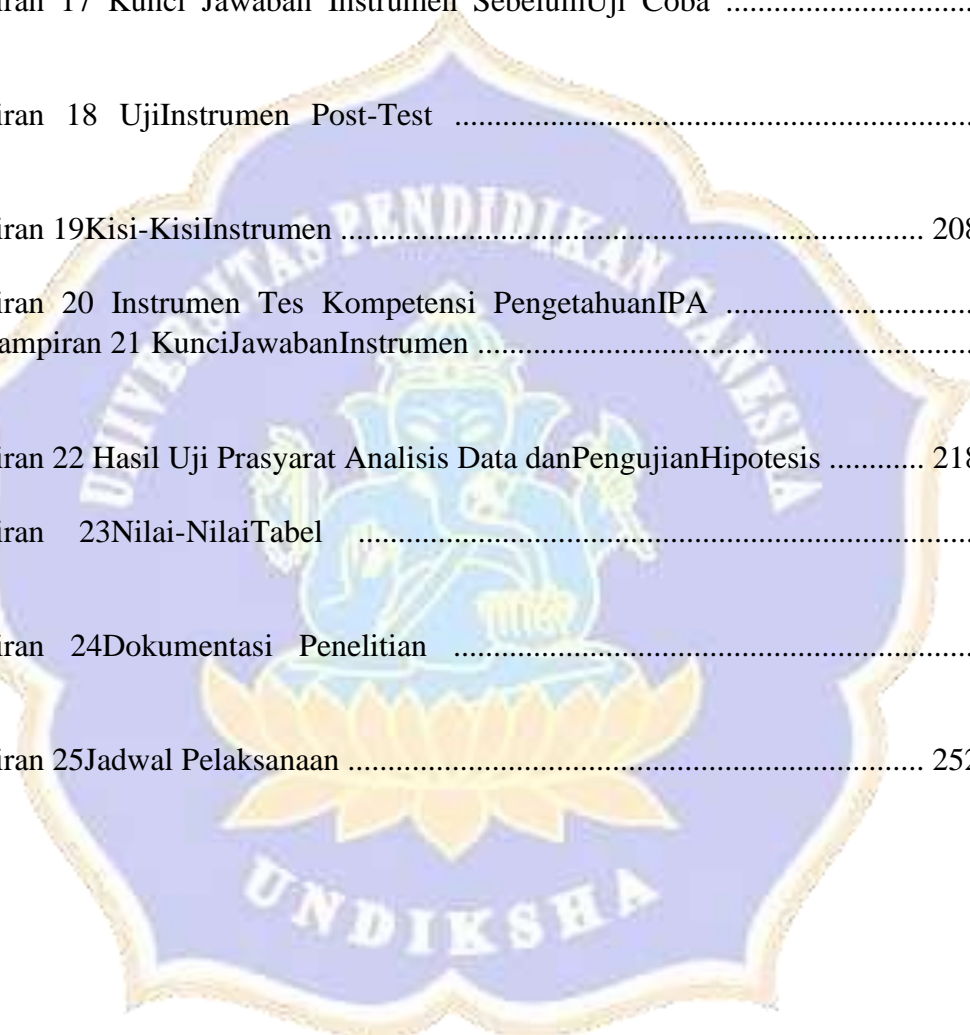 iran 17 Kunci Jawaban Instrumen SebelumUji Coba ..............................
iran 18 UjiInstrumen Post-Test ................................................................
iran 19Kisi-KisiInstrumen ......................................................................... 208
iran 20 Instrumen Tes Kompetensi PengetahuanIPA ..............................
ampiran 21 KunciJawabanInstrumen ..............................................................
iran 22 Hasil Uji Prasyarat Analisis Data danPengujianHipotesis ............ 218
iran 23Nilai-NilaiTabel .............................................................................
iran 24Dokumentasi Penelitian .................................................................
iran 25Jadwal Pelaksanaan ........................................................................ 252
UNIVERSITAS PENDIDIKAN GANESHA
UNDIKSHA